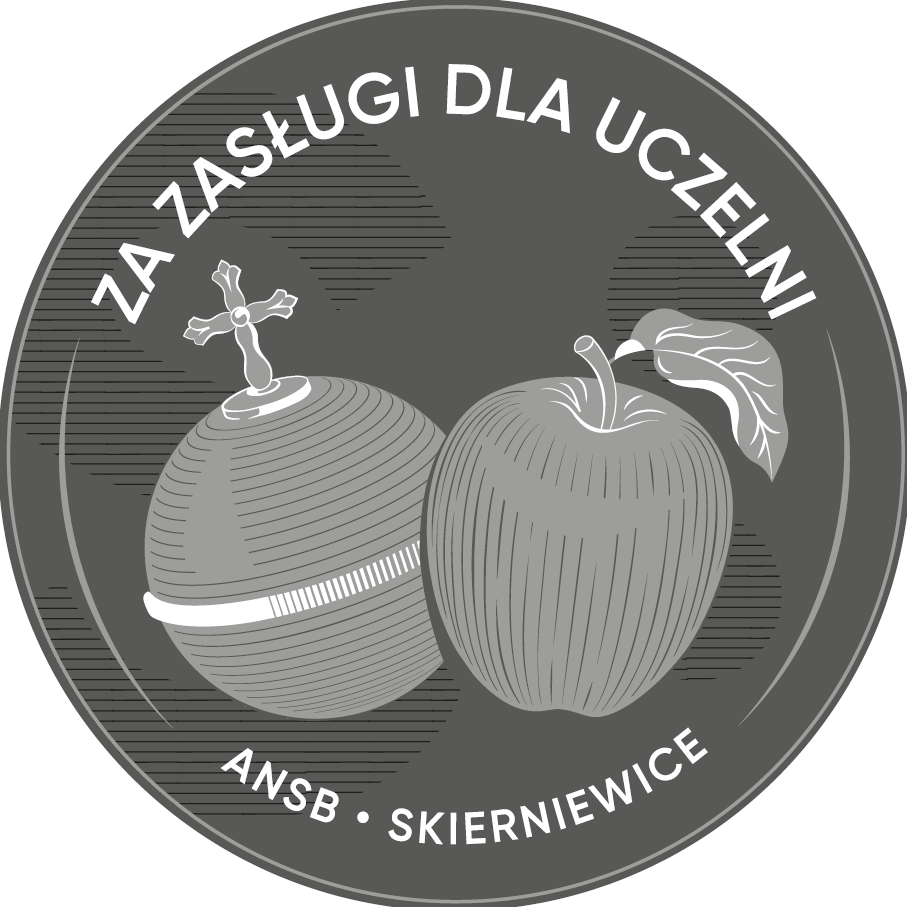 ZA ZASŁUGI DLA UCZELNI
ANSB • SKIERNIEWICE